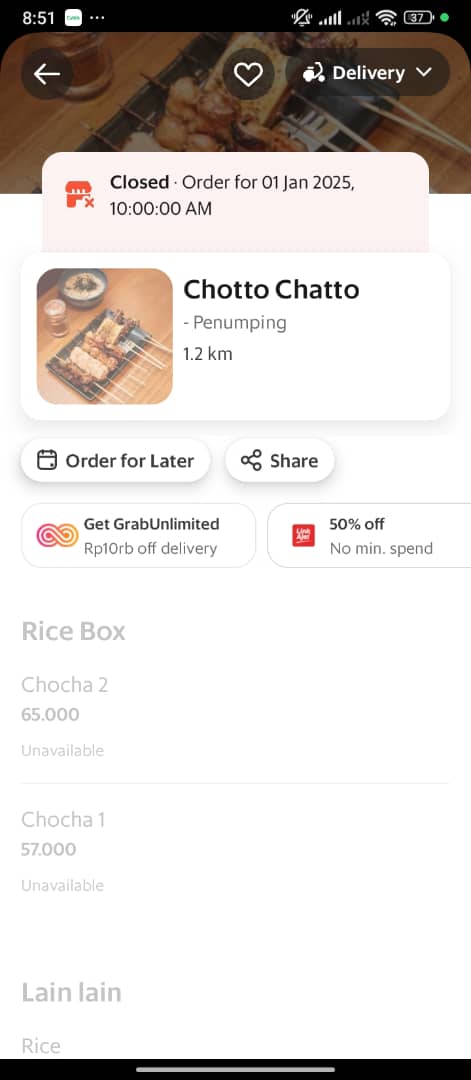 8:51
37
Delivery
Closed · Order for 01 Jan 2025,
10:00:00 AM
Chotto Chatto
- Penumping
1.2 km
Order for Later
Share
Get GrabUnlimited
Rp10rb off delivery
Link
Aja!
50% off
No min. spend
Rice Box
Chocha 2
65.000
Unavailable
Chocha 1
57.000
Unavailable
Lain lain
Rice